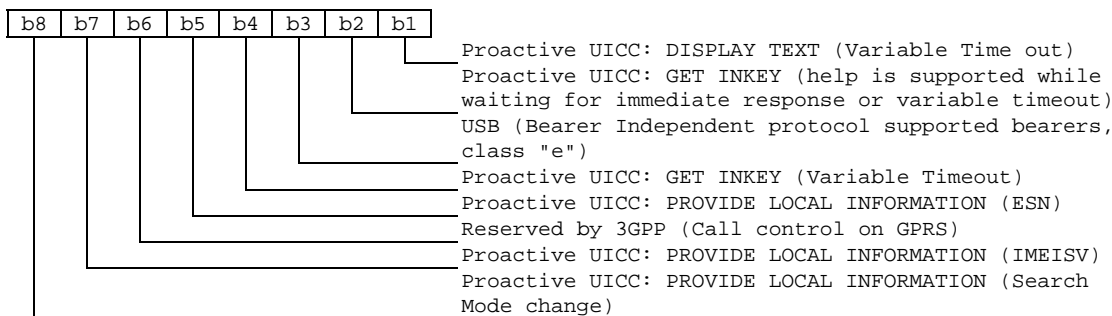 b8 b7 b6 b5 b4 b3 b2 b1
Proactive UICC: DISPLAY TEXT (Variable Time out)
Proactive UICC: GET INKEY (help is supported while
waiting for immediate response or variable timeout)
USB (Bearer Independent protocol supported bearers,
class "e")
Proactive UICC: GET INKEY (Variable Timeout)
Proactive UICC: PROVIDE LOCAL INFORMATION (ESN)
Reserved by 3GPP (Call control on GPRS)
Proactive UICC: PROVIDE LOCAL INFORMATION (IMEISV)
Proactive UICC: PROVIDE LOCAL INFORMATION (Search
Mode change)